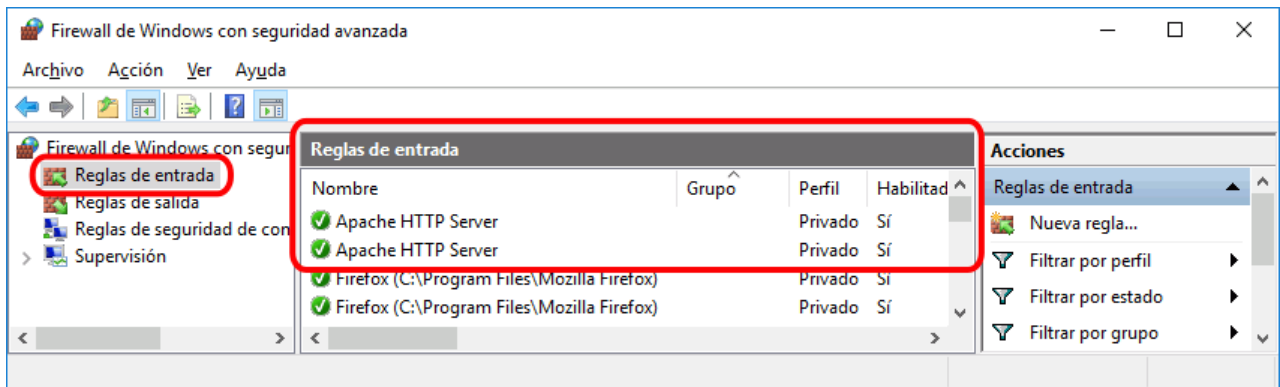 Firewall de Windows con seguridad avanzada
Archivo Acción Ver Ayuda
Firewall de Windows con segur
Reglas de entrada
Reglas de salida
Reglas de seguridad de con
Supervisión
Reglas de entrada
Nombre Grupo Perfil Habilitad
Apache HTTP Server Privado Sí
Apache HTTP Server Privado Sí
Firefox (C:\Program Files\Mozilla Firefox) Privado Sí
Firefox (C:\Program Files\Mozilla Firefox) Privado Sí
Acciones
Reglas de entrada
Nueva regla...
Filtrar por perfil
Filtrar por estado
Filtrar por grupo